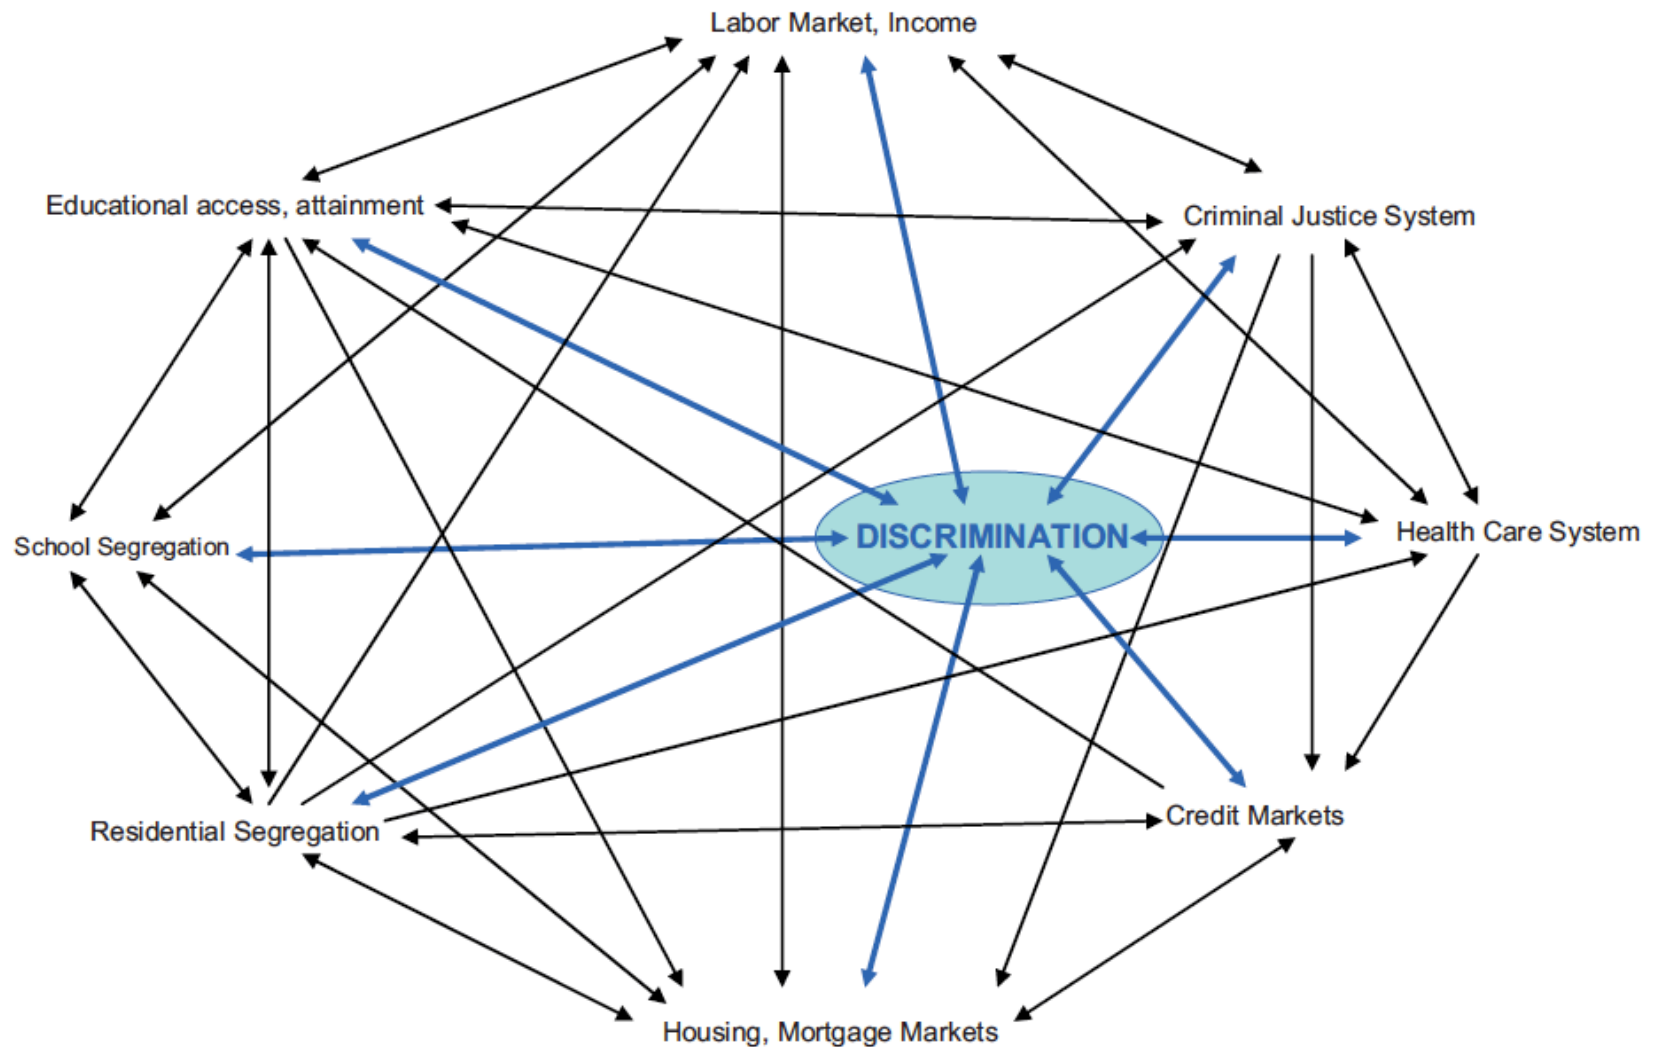 Labor Market, Income
Educational access, attainment
Criminal Justice System
School Segregation
DISCRIMINATION
Health Care System
Residential Segregation
Credit Markets
Housing, Mortgage Markets